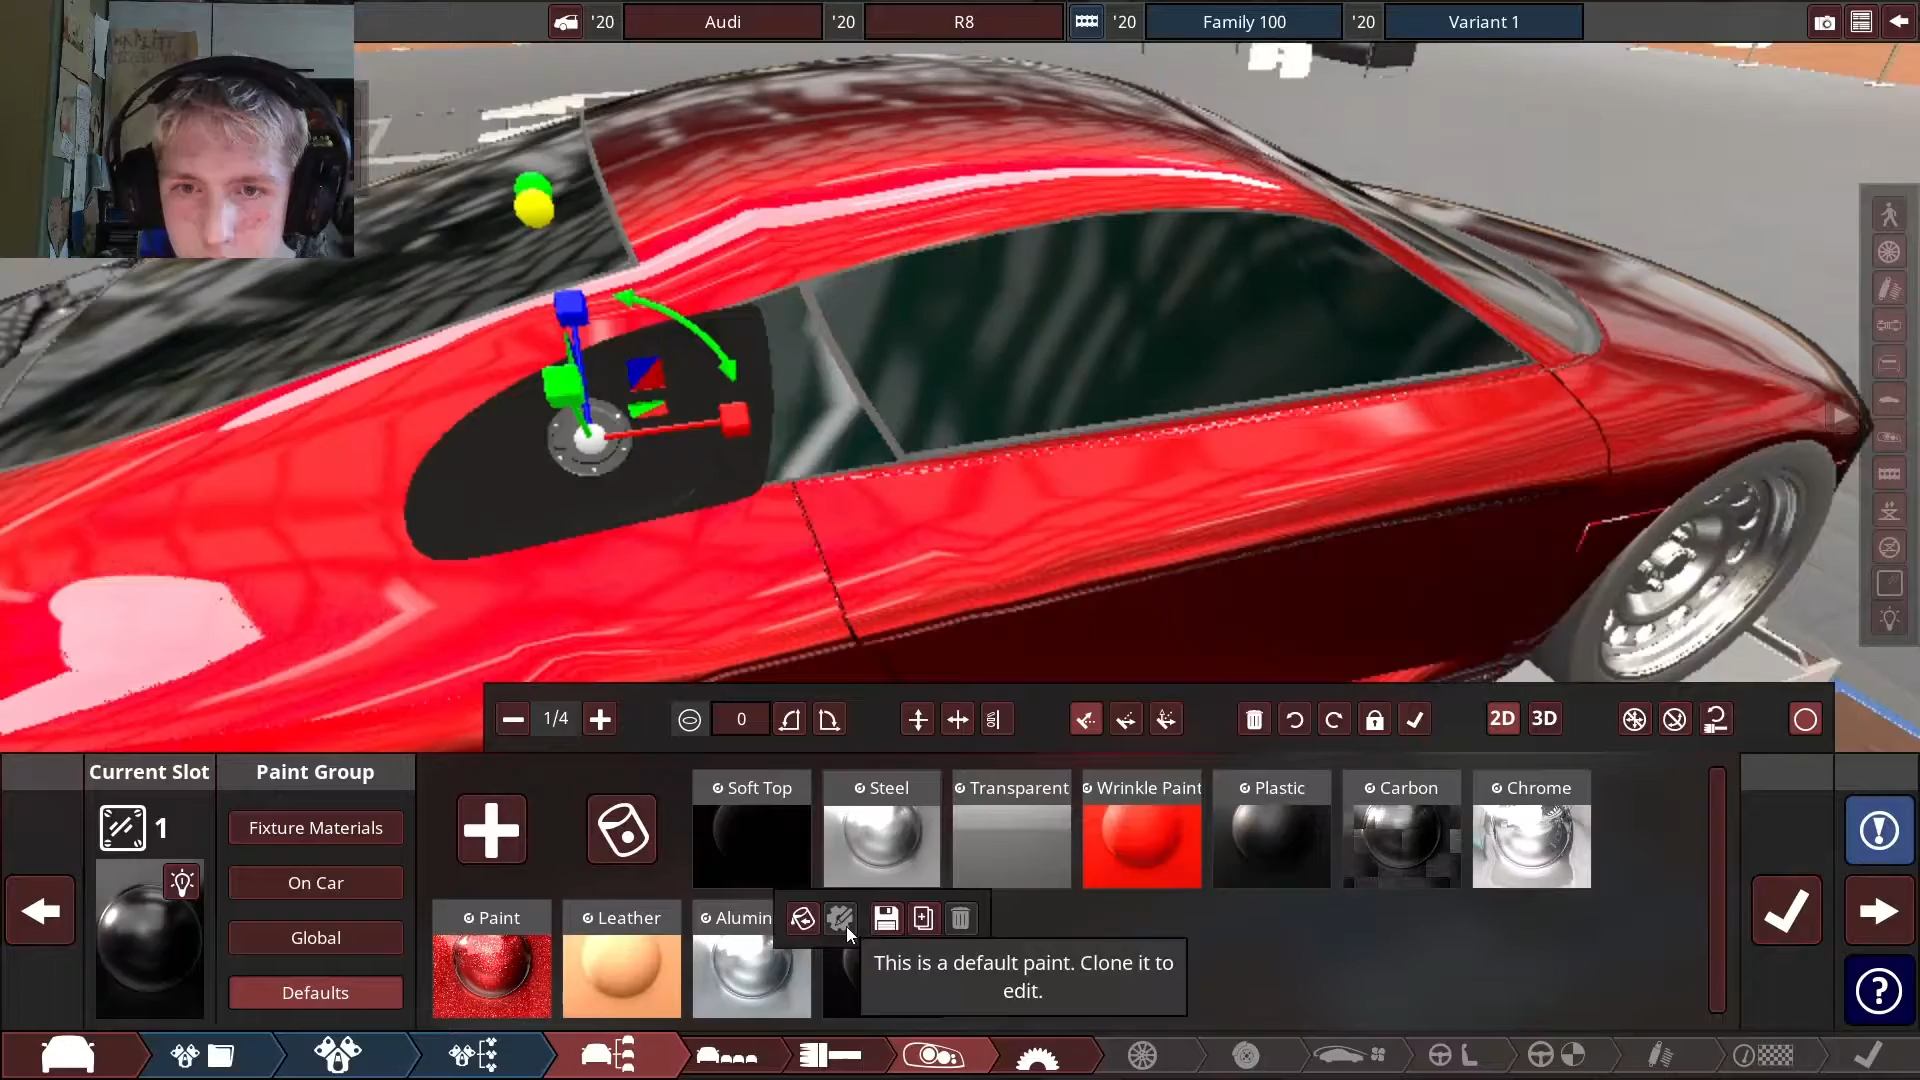 '20 Audi '20 R8 '20 Family 100 '20 Variant 1
1/4 0 2D 3D
Current Slot
Paint Group
1
Fixture Materials
On Car
Global
Defaults
Soft Top Steel Transparent Wrinkle Paint Plastic Carbon Chrome
Paint Leather Alumin
This is a default paint. Clone it to
edit.